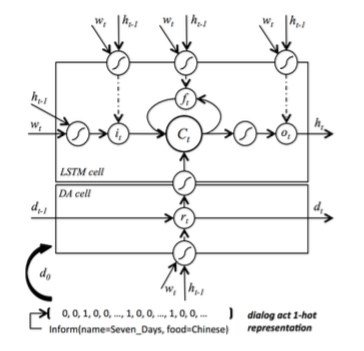 w_t h_{t-1} w_t h_{t-1} w_t h_{t-1}
h_{t-1}
w_t
f_t
i_t C_t o_t h_t
LSTM cell
DA cell
d_{t-1} r_t d_t
d_0
w_t h_{t-1}
( 0, 0, 1, 0, 0, ..., 1, 0, 0, ..., 1, 0, 0, ... ) dialog act 1-hot
Inform(name=Seven_Days, food=Chinese) representation